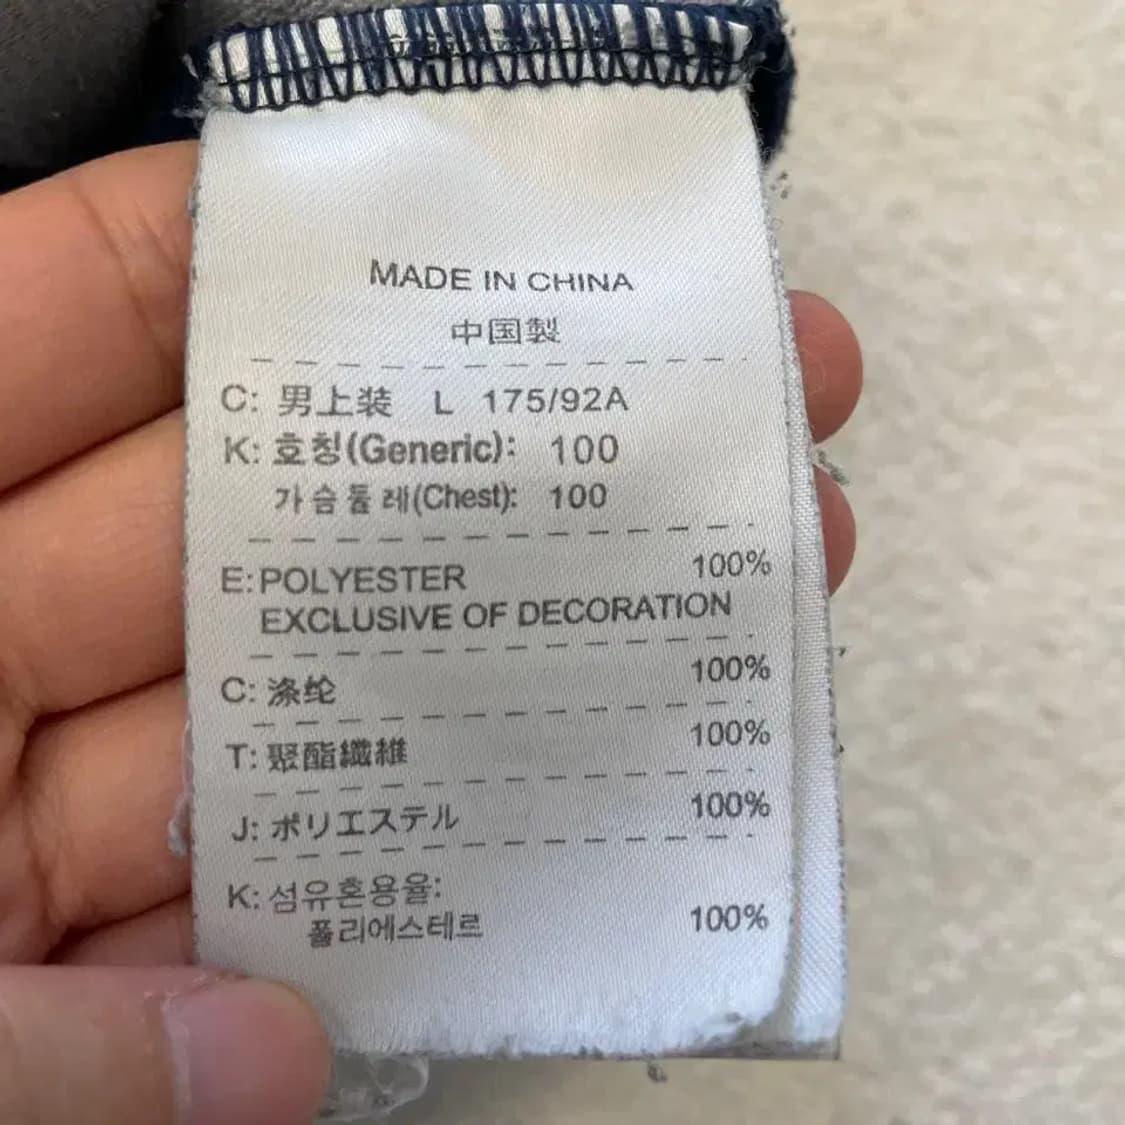 MADE IN CHINA
中国製
C: 男上装 L 175/92A
K: 호칭(Generic): 100
가슴둘레(Chest): 100
E: POLYESTER 100%
EXCLUSIVE OF DECORATION
C: 涤纶 100%
T: 聚酯纖維 100%
J: ポリエステル 100%
K: 섬유혼용율:
폴리에스테르 100%